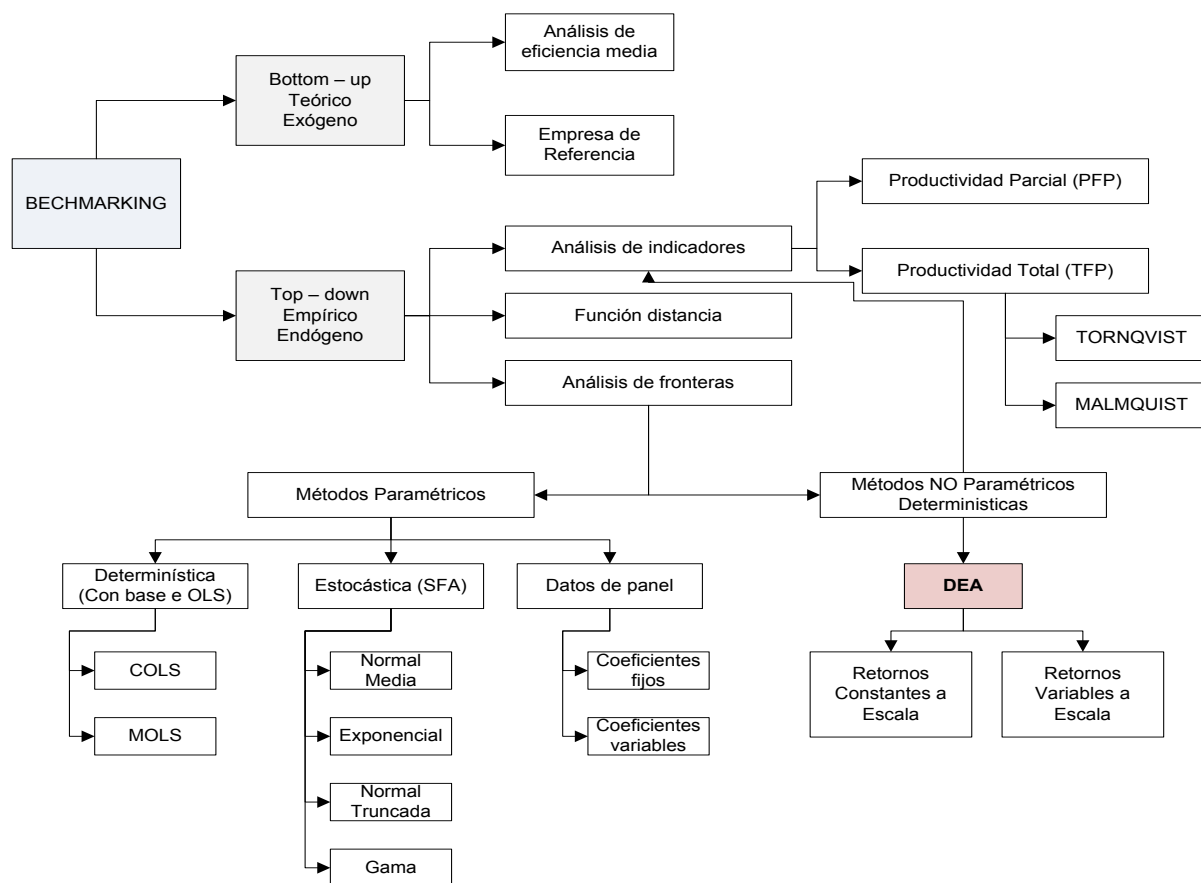 Análisis de
eficiencia media
Bottom – up
Teórico
Exógeno
Empresa de
Referencia
BECHMARKING
Productividad Parcial (PFP)
Análisis de indicadores
Productividad Total (TFP)
Top – down
Empírico
Endógeno
Función distancia
TORNQVIST
Análisis de fronteras
MALMQUIST
Métodos Paramétricos
Métodos NO Paramétricos
Deterministicas
Determinística
(Con base e OLS)
Estocástica (SFA)
Datos de panel
DEA
COLS
MOLS
Normal
Media
Exponencial
Normal
Truncada
Gama
Coeficientes
fijos
Coeficientes
variables
Retornos
Constantes a
Escala
Retornos
Variables a
Escala